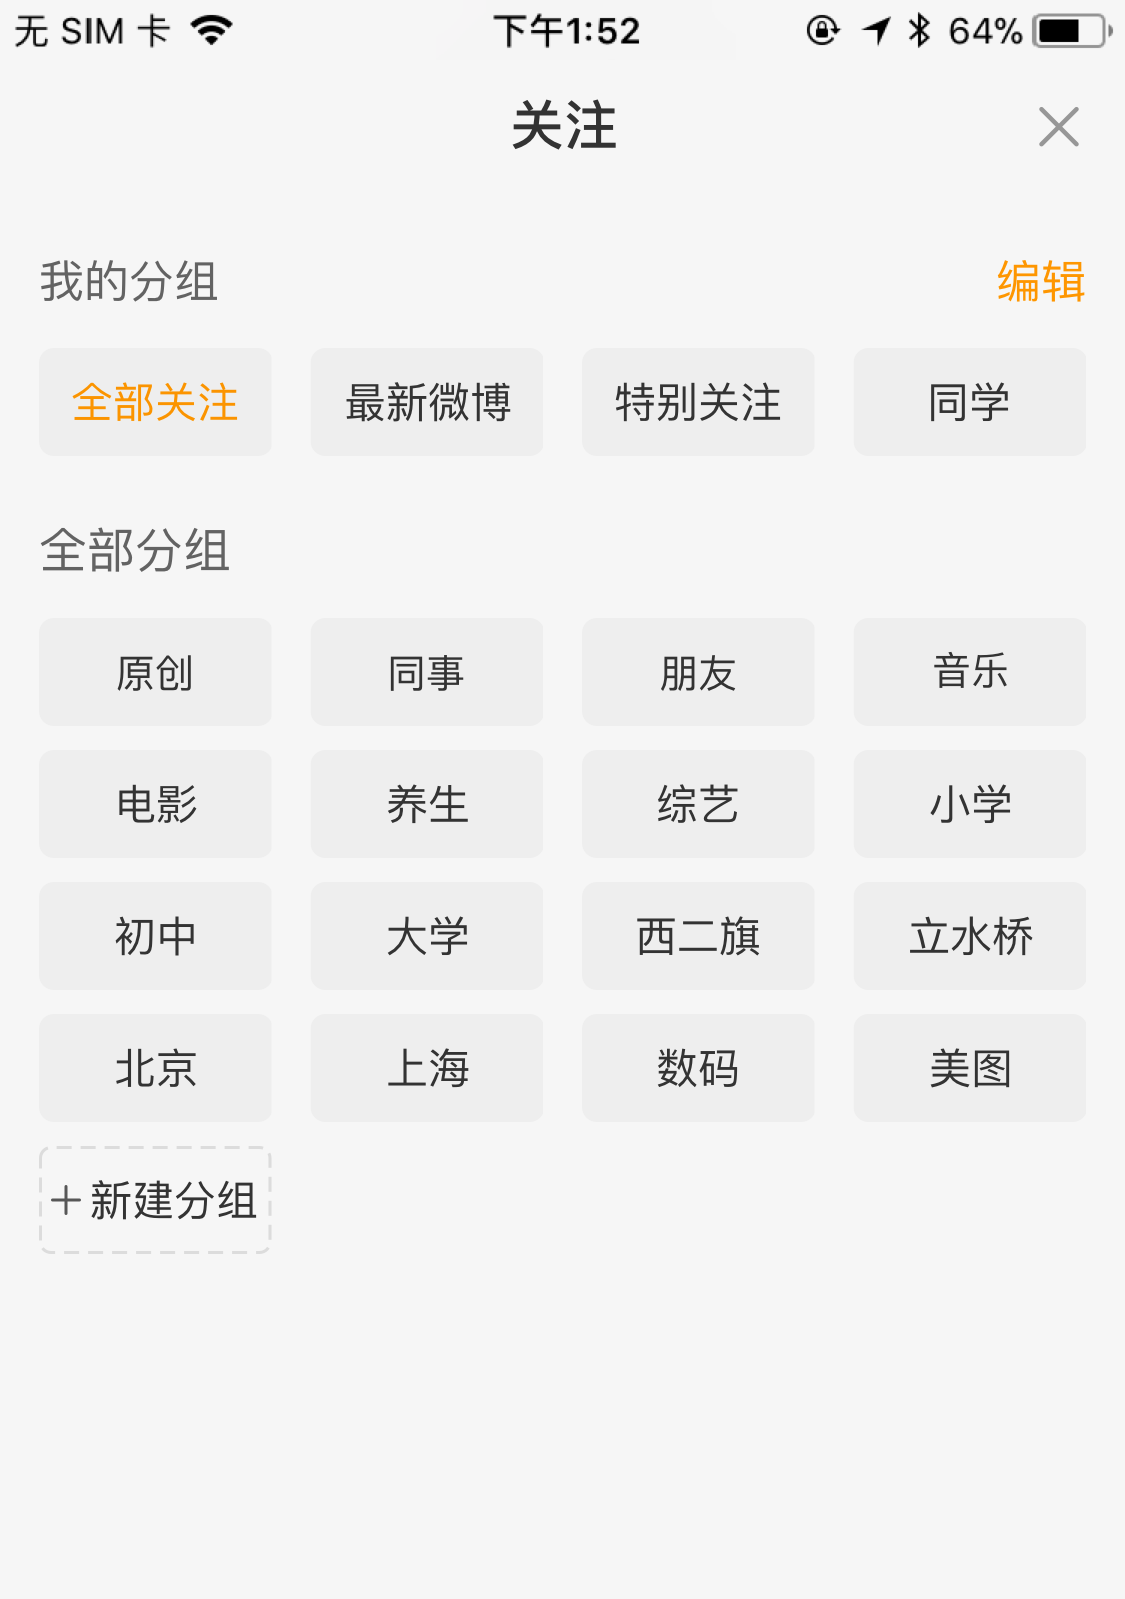 无 SIM 卡 下午1:52 64%
关注
我的分组 编辑
全部关注 最新微博 特别关注 同学
全部分组
原创 同事 朋友 音乐
电影 养生 综艺 小学
初中 大学 西二旗 立水桥
北京 上海 数码 美图
+新建分组